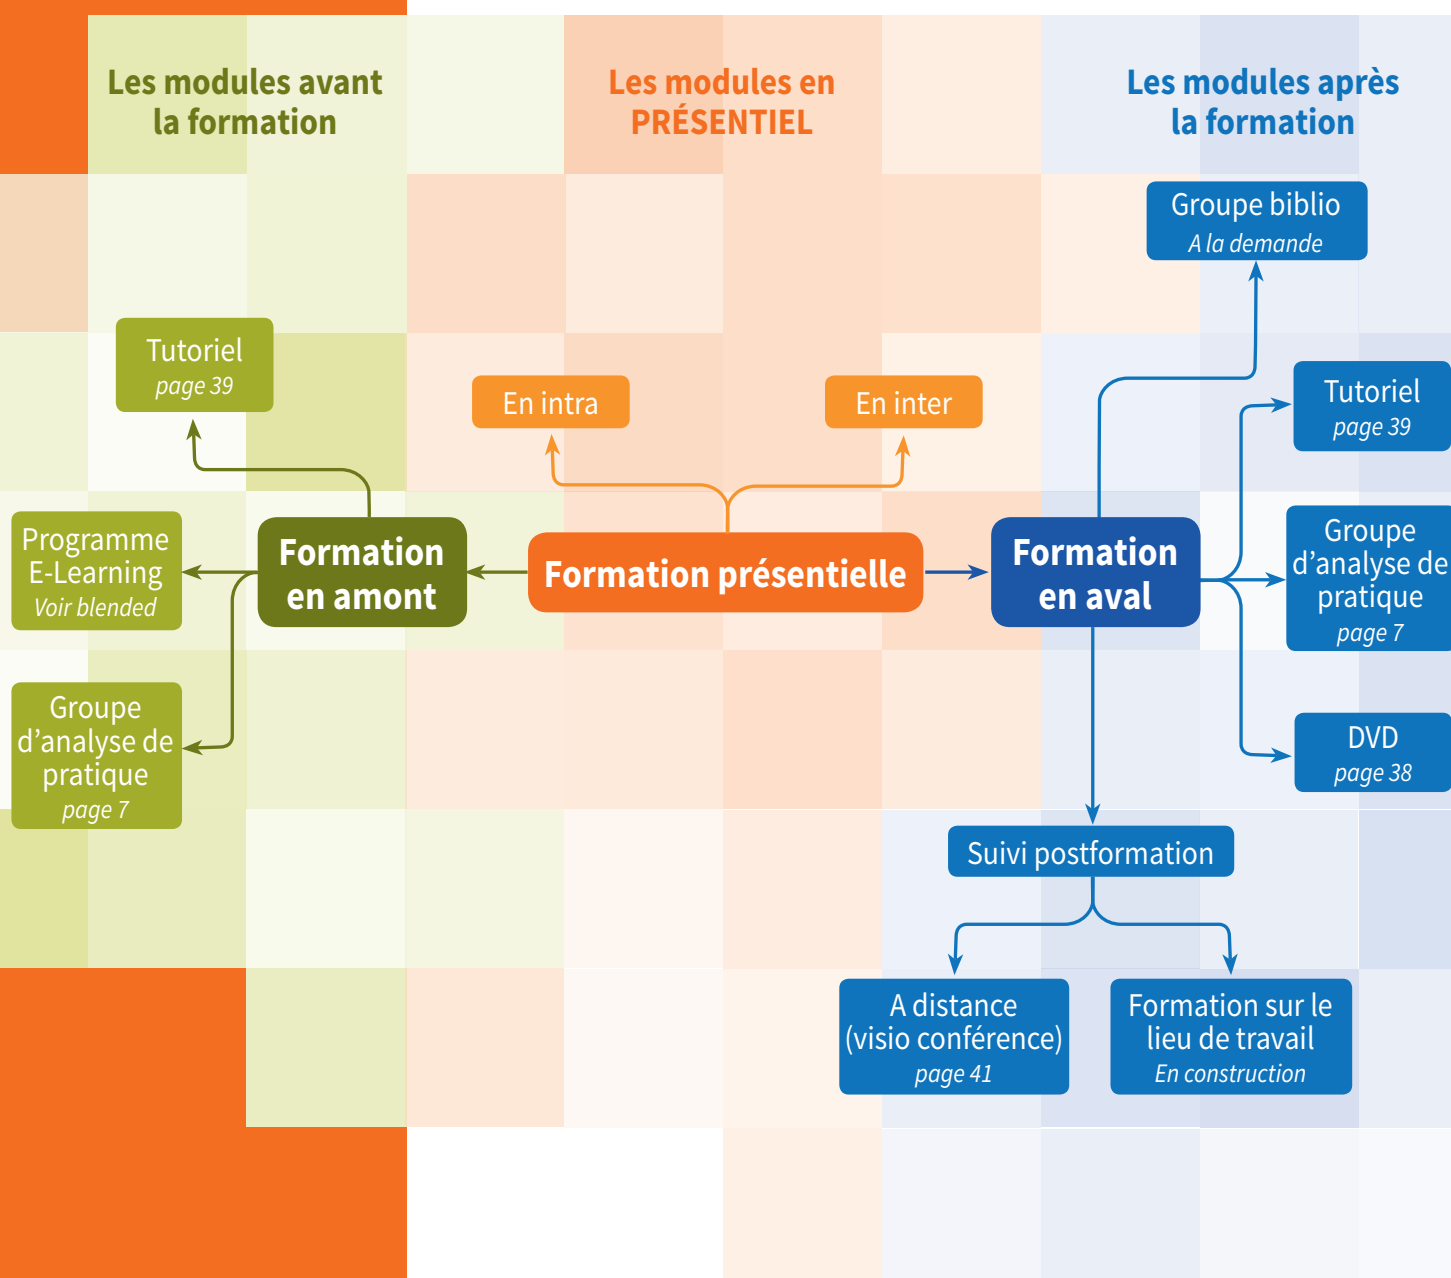 Les modules avant
la formation
Les modules en
PRÉSENTIEL
Les modules après
la formation
Groupe biblio
A la demande
Tutoriel
page 39
En intra
En inter
Tutoriel
page 39
Programme
E-Learning
Voir blended
Formation
en amont
Formation présentielle
Formation
en aval
Groupe
d’analyse de
pratique
page 7
Groupe
d’analyse de
pratique
page 7
DVD
page 38
Suivi postformation
A distance
(visio conférence)
page 41
Formation sur le
lieu de travail
En construction